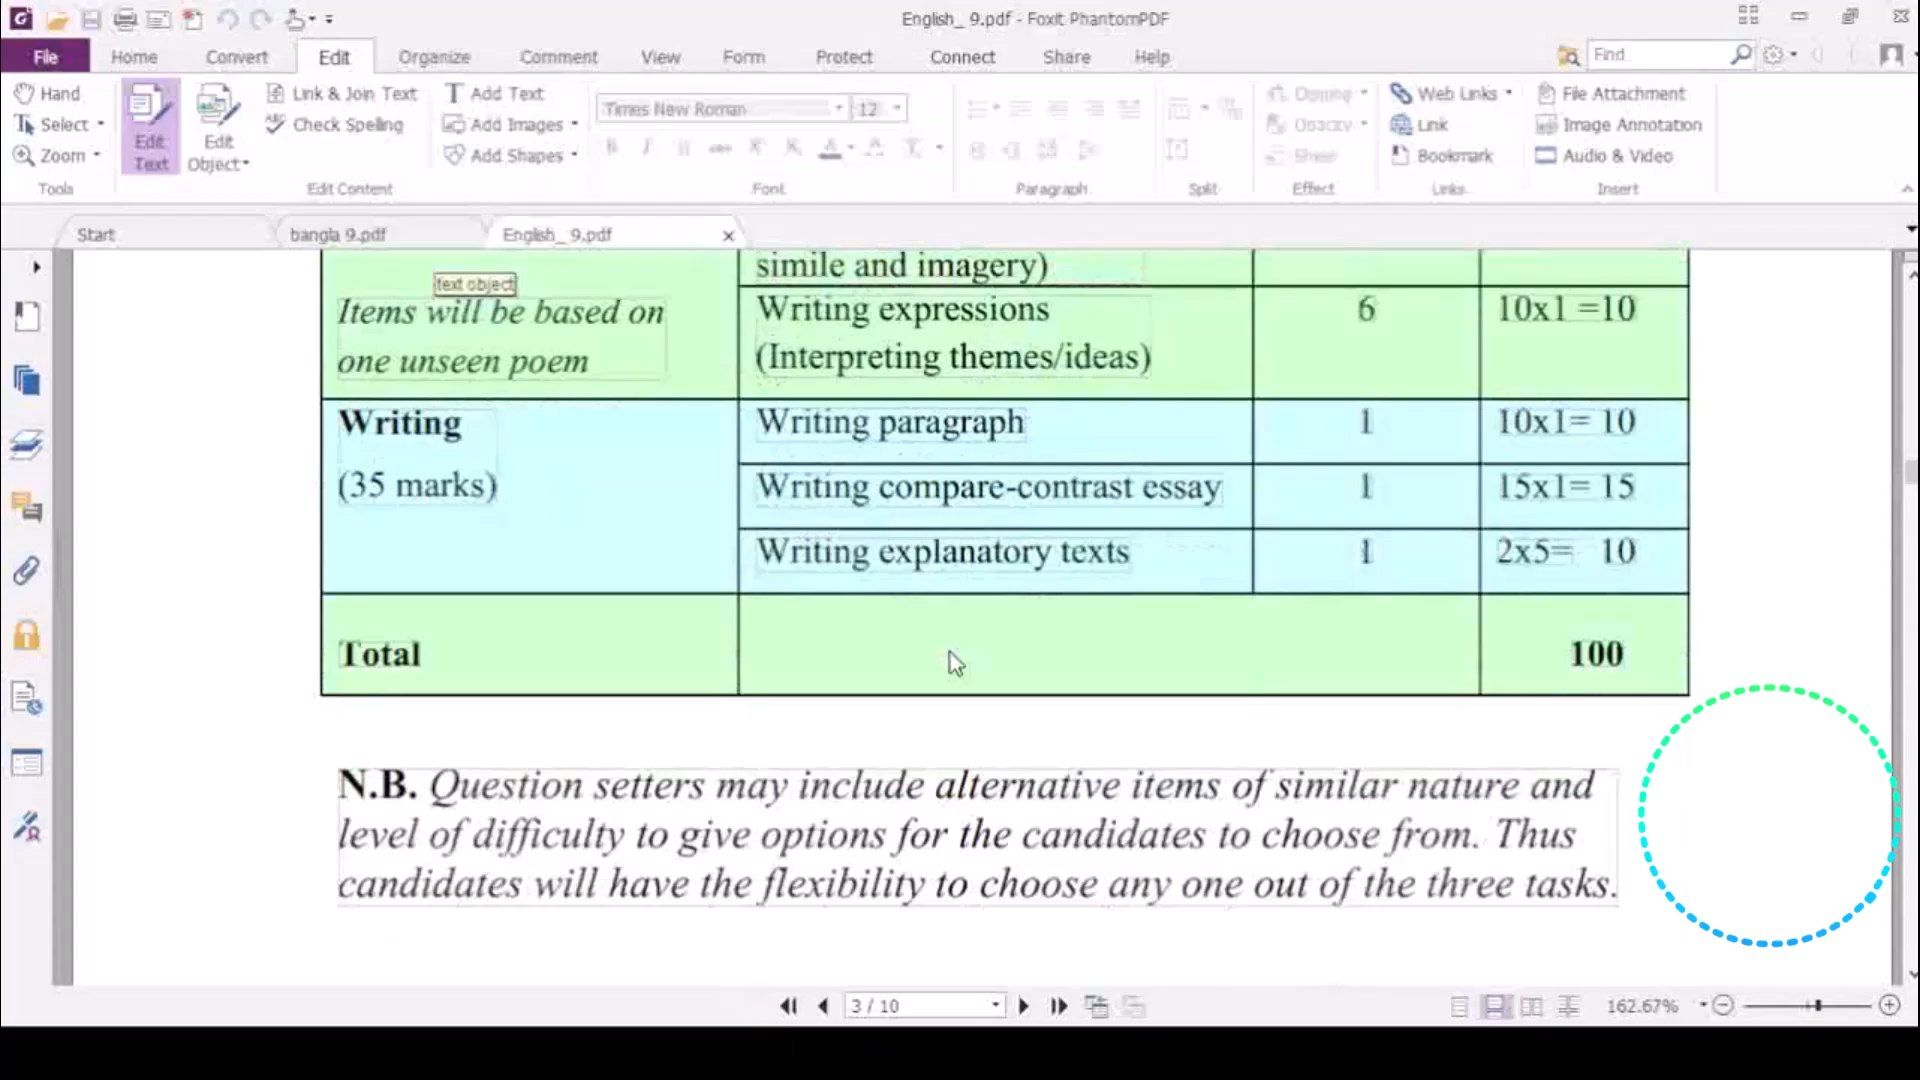 English_ 9.pdf - Foxit PhantomPDF
File Home Convert Edit Organize Comment View Form Protect Connect Share Help Find
Hand
Select
Zoom
Tools
Edit Text
Edit Object
Link & Join Text
Check Spelling
Add Text
Add Images
Add Shapes
Edit Content
Times New Roman 12
Font
Paragraph
Split
Opacity
Effect
Web Links
Link
Bookmark
Links
File Attachment
Image Annotation
Audio & Video
Insert
Start bangla 9.pdf English_ 9.pdf
text object
simile and imagery)
Items will be based on
one unseen poem
Writing expressions
(Interpreting themes/ideas)
6
10x1 =10
Writing
(35 marks)
Writing paragraph 1 10x1= 10
Writing compare-contrast essay 1 15x1= 15
Writing explanatory texts 1 2x5= 10
Total 100
N.B. Question setters may include alternative items of similar nature and
level of difficulty to give options for the candidates to choose from. Thus
candidates will have the flexibility to choose any one out of the three tasks.
3 / 10
162.67%